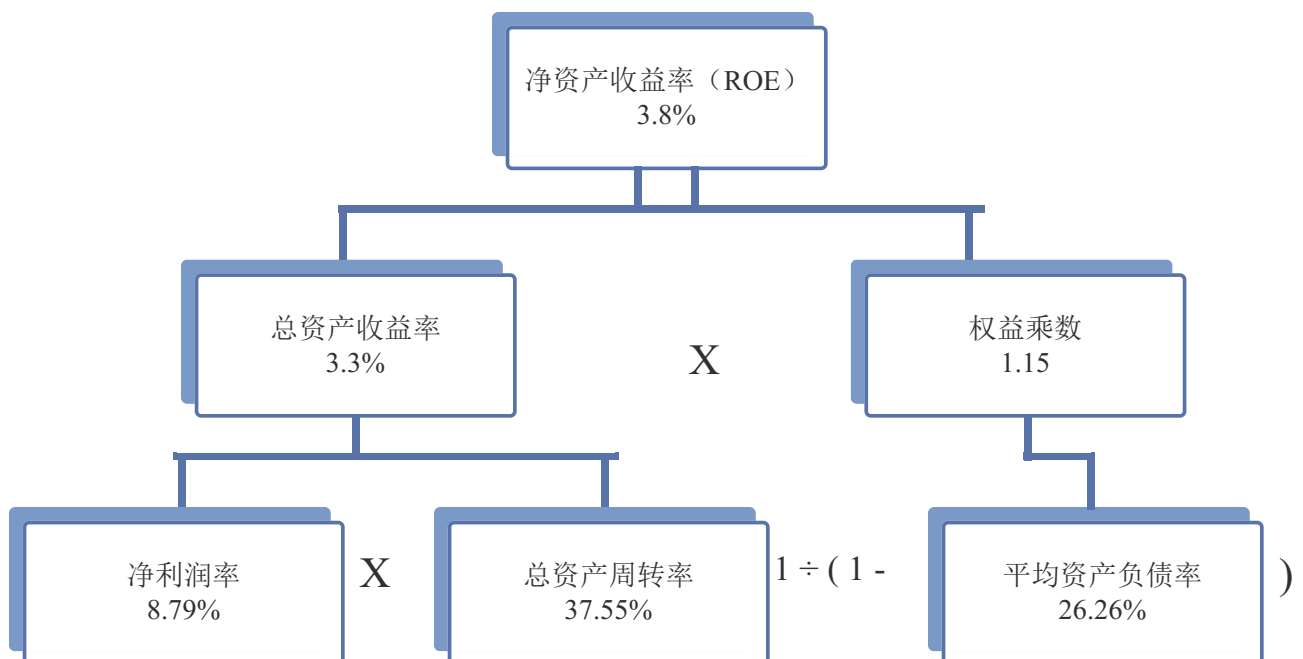 净资产收益率（ROE）
3.8%
总资产收益率
3.3%
X
权益乘数
1.15
净利润率
8.79%
X
总资产周转率
37.55%
1 ÷ ( 1 -
平均资产负债率
26.26%
)